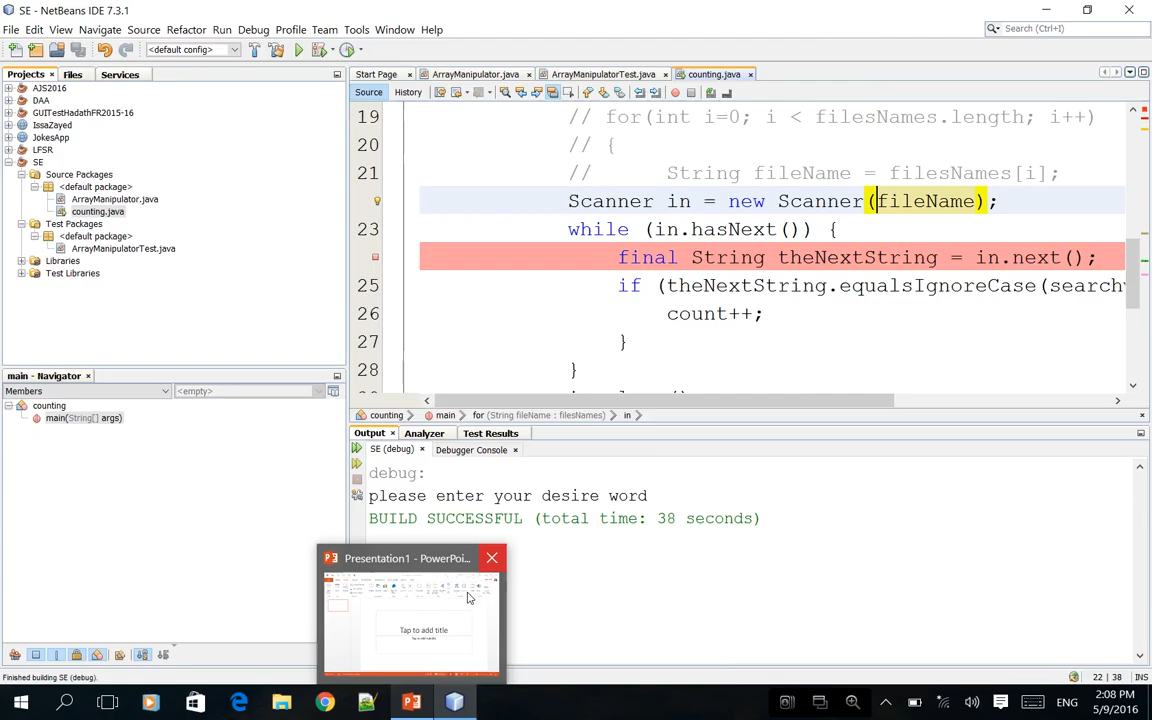 SE - NetBeans IDE 7.3.1
File Edit View Navigate Source Refactor Run Debug Profile Team Tools Window Help
Search (Ctrl+I)
<default config>
Projects Files Services
Start Page ArrayManipulator.java ArrayManipulatorTest.java counting.java
Source History
AJS2016
DAA
GUITestHadathFR2015-16
IssaZayed
JokesApp
LFSR
SE
Source Packages
<default package>
ArrayManipulator.java
counting.java
Test Packages
<default package>
ArrayManipulatorTest.java
Libraries
Test Libraries
19 // for(int i=0; i < filesNames.length; i++)
20 // {
21 // String fileName = filesNames[i];
Scanner in = new Scanner(fileName);
23 while (in.hasNext()) {
final String theNextString = in.next();
25 if (theNextString.equalsIgnoreCase(searchw
26 count++;
27 }
28 }
counting main for (String fileName : filesNames) in
main - Navigator
Members <empty>
counting
main(String[] args)
Output Analyzer Test Results
SE (debug) Debugger Console
debug:
please enter your desire word
BUILD SUCCESSFUL (total time: 38 seconds)
Presentation1 - PowerPoi...
Tap to add title
Finished building SE (debug).
22 | 38 INS
ENG
2:08 PM
5/9/2016